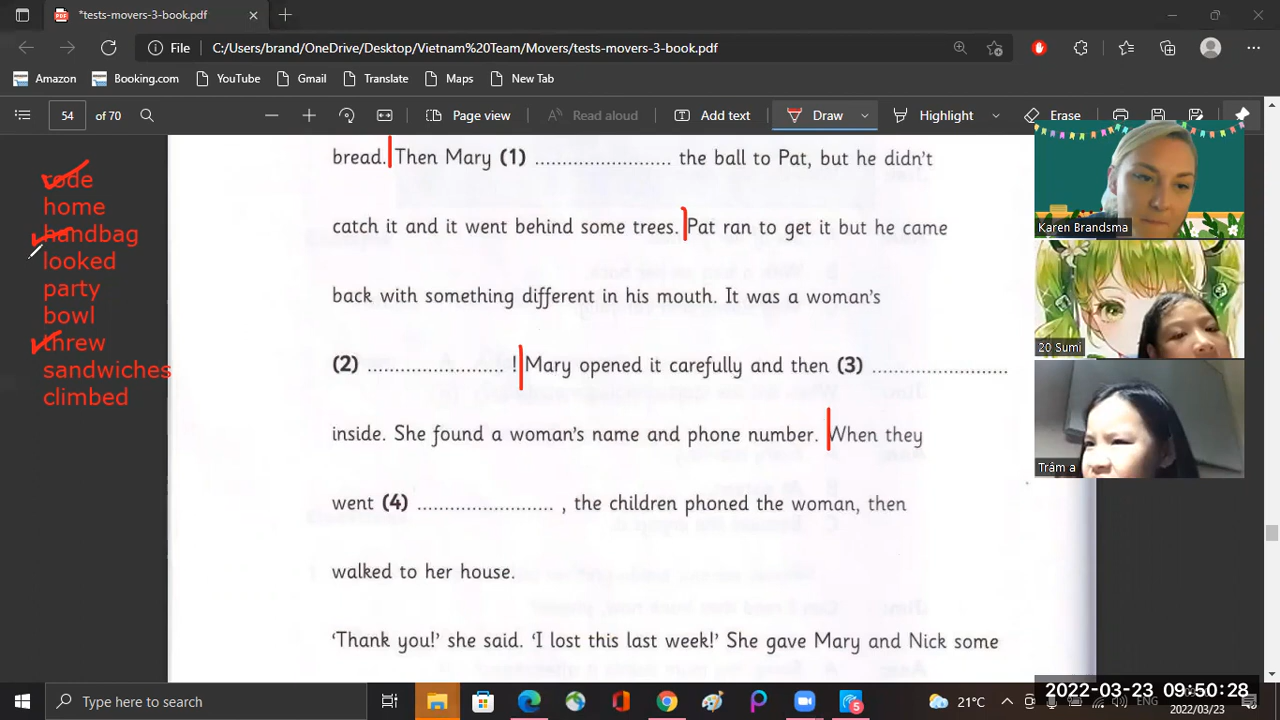 *tests-movers-3-book.pdf
File C:/Users/brand/OneDrive/Desktop/Vietnam%20Team/Movers/tests-movers-3-book.pdf
Amazon Booking.com YouTube Gmail Translate Maps New Tab
54 of 70 Page view Read aloud Add text Draw Highlight Erase
rode
home
handbag
looked
party
bowl
threw
sandwiches
climbed
bread. Then Mary (1) ........................ the ball to Pat, but he didn't
catch it and it went behind some trees. Pat ran to get it but he came
back with something different in his mouth. It was a woman's
(2) ........................ ! Mary opened it carefully and then (3) ........................
inside. She found a woman's name and phone number. When they
went (4) ........................ , the children phoned the woman, then
walked to her house.
'Thank you!' she said. 'I lost this last week!' She gave Mary and Nick some
Karen Brandsma
20 Sumi
Trâm a
Type here to search
5
21°C
ENG
2022-03-23 09:50:28
2022/03/23